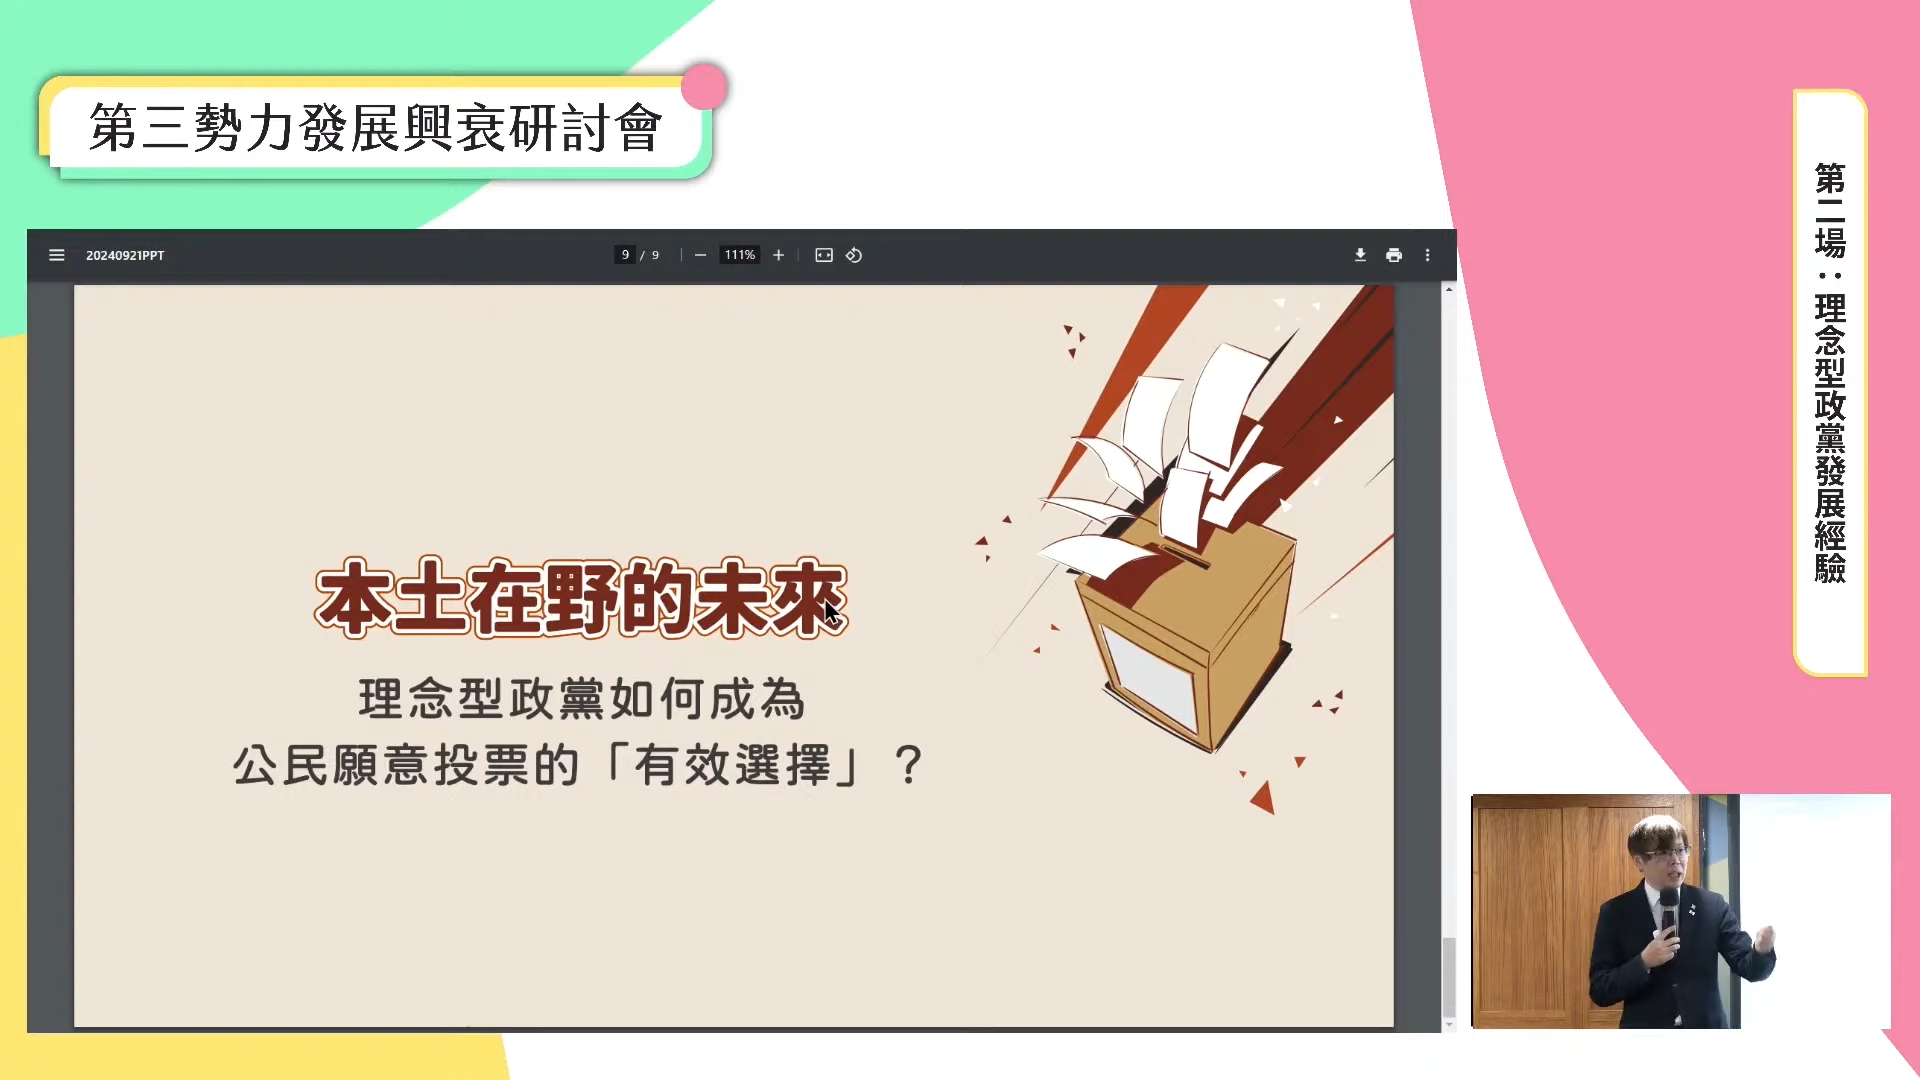 第三勢力發展興衰研討會
第二場：理念型政黨發展經驗
20240921PPT
9 / 9
111%
本土在野的未來
理念型政黨如何成為
公民願意投票的「有效選擇」？